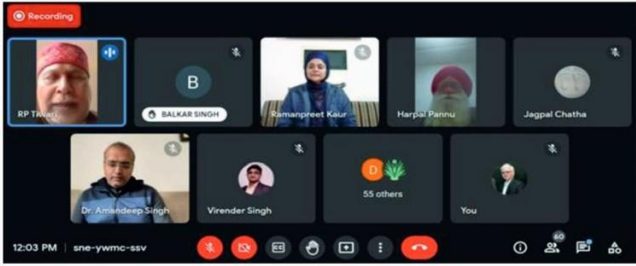 Recording
RP Tiwari
B
BALKAR SINGH
Ramanpreet Kaur
Harpal Pannu
Jagpal Chatha
Dr. Amandeep Singh
Virender Singh
D
55 others
You
12:03 PM | sne-ywmc-ssv
CC
60